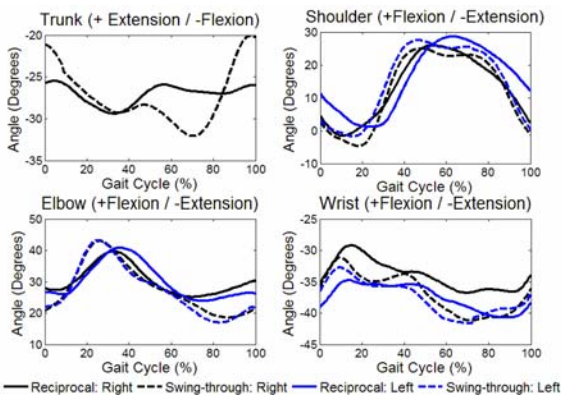 Trunk (+ Extension / -Flexion)
Shoulder (+Flexion / -Extension)
Angle (Degrees)
-20
-25
-30
-35
0 20 40 60 80 100
Gait Cycle (%)
Angle (Degrees)
30
20
10
0
-10
0 20 40 60 80 100
Gait Cycle (%)
Elbow (+Flexion / -Extension)
Wrist (+Flexion / -Extension)
Angle (Degrees)
50
40
30
20
10
0 20 40 60 80 100
Gait Cycle (%)
Angle (Degrees)
-25
-30
-35
-40
-45
0 20 40 60 80 100
Gait Cycle (%)
Reciprocal: Right Swing-through: Right Reciprocal: Left Swing-through: Left